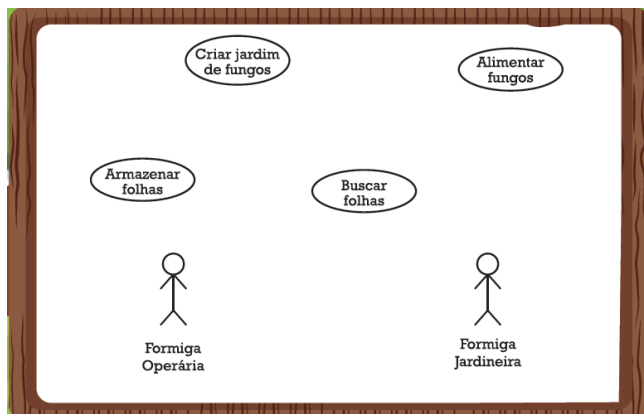 Criar jardim
de fungos
Alimentar
fungos
Armazenar
folhas
Buscar
folhas
Formiga
Operária
Formiga
Jardineira